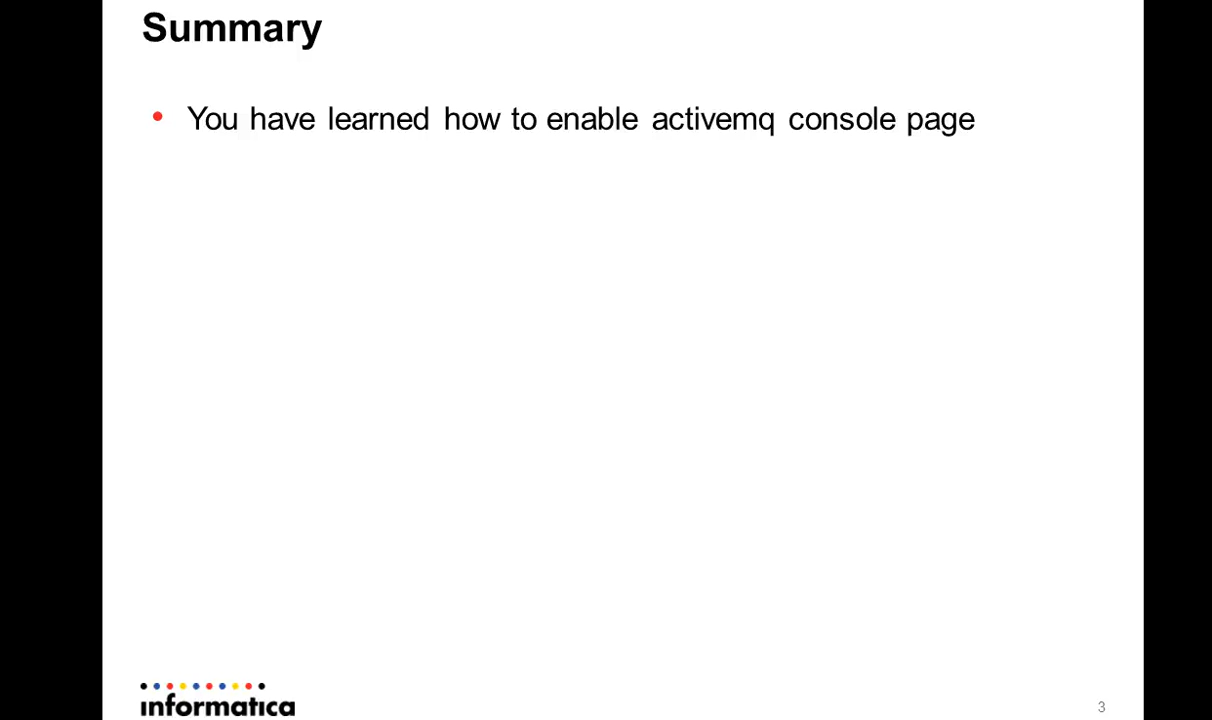 Summary
• You have learned how to enable activemq console page
informatica
3